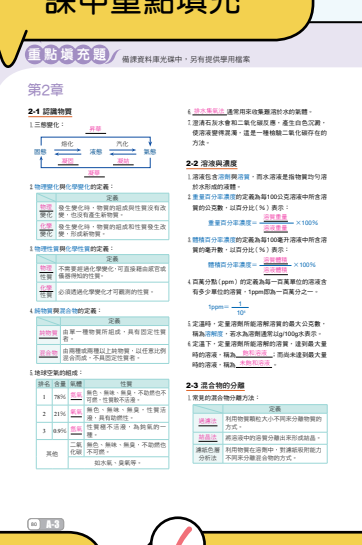 課中重點填充
重點填充題 備課資料庫光碟中，另有提供學用檔案
第2章
2-1 認識物質
1.三態變化：
昇華
熔化 汽化
固態 液態 氣態
凝固 凝結
凝華
2.物理變化與化學變化的定義：
定義
物理變化 發生變化時，物質的組成與性質沒有改變，也沒有產生新物質。
化學變化 發生變化時，物質的組成和性質發生改變，形成新物質。
3.物理性質與化學性質的定義：
定義
物理性質 不需要經過化學變化，可直接經由感官或儀器得知的性質。
化學性質 必須透過化學變化才可觀測的性質。
4.純物質與混合物的定義：
定義
純物質 由單一種物質所組成，具有固定性質者。
混合物 由兩種或兩種以上純物質，以任意比例混合而成，不具固定性質者。
5.地球空氣的組成：
排名 含量 氣體 性質
1 78% 氮氣 無色、無味、無臭，不助燃也不可燃，性質較不活潑。
2 21% 氧氣 無色、無味、無臭，性質活潑，具有助燃性。
3 0.9% 氬氣 性質極不活潑，為鈍氣的一種。
其他 二氧化碳 無色、無味、無臭，不助燃也不可燃。
如水氣、臭氧等。
6.排水集氣法通常用來收集難溶於水的氣體。
7.澄清石灰水會和二氧化碳反應，產生白色沉澱，
使溶液變得混濁，這是一種檢驗二氧化碳存在的
方法。
2-2 溶液與濃度
1.溶液包含溶劑與溶質，而水溶液是指物質均勻溶
於水形成的液體。
2.重量百分率濃度的定義為每100公克溶液中所含溶
質的公克數，以百分比（％）表示：
重量百分率濃度＝溶質重量/溶液重量×100%
3.體積百分率濃度的定義為每100毫升溶液中所含溶
質的毫升數，以百分比（％）表示：
體積百分率濃度＝溶質體積/溶液體積×100%
4.百萬分點（ppm）的定義為每一百萬單位的溶液含
有多少單位的溶質，1ppm即為一百萬分之一。
1ppm＝1/10⁶
5.定溫時，定量溶劑所能溶解溶質的最大公克數，
稱為溶解度，若水為溶劑通常以g/100g水表示。
6.定溫下，定量溶劑所能溶解的溶質，達到最大量
時的溶液，稱為飽和溶液；而尚未達到最大量
時的溶液，稱為未飽和溶液。
2-3 混合物的分離
1.常見的混合物分離方法：
定義
過濾法 利用物質顆粒大小不同來分離物質的方式。
結晶法 將溶液中的溶質分離出來形成結晶。
濾紙色層分析法 利用物質在溶劑中，對濾紙吸附能力不同來分離混合物的方式。
80 A-3